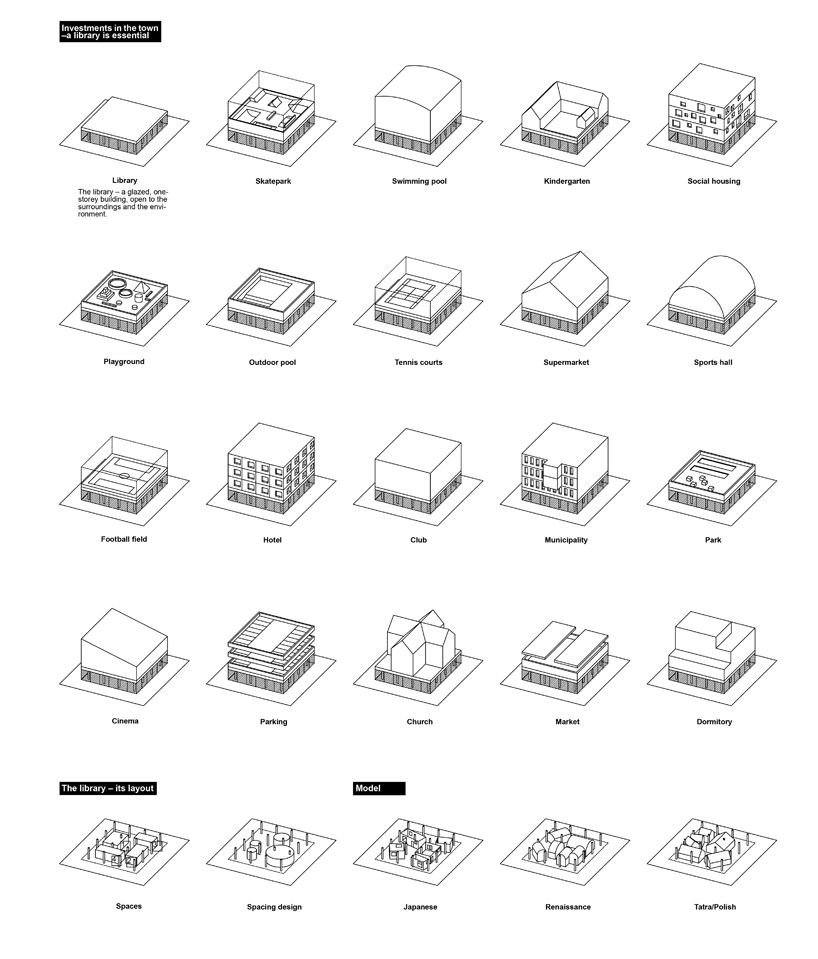 Investments in the town
–a library is essential
Library
The library – a glazed, one-
storey building, open to the
surroundings and the envi-
ronment.
Skatepark
Swimming pool
Kindergarten
Social housing
Playground
Outdoor pool
Tennis courts
Supermarket
Sports hall
Football field
Hotel
Club
Municipality
Park
Cinema
Parking
Church
Market
Dormitory
The library – its layout
Model
Spaces
Spacing design
Japanese
Renaissance
Tatra/Polish